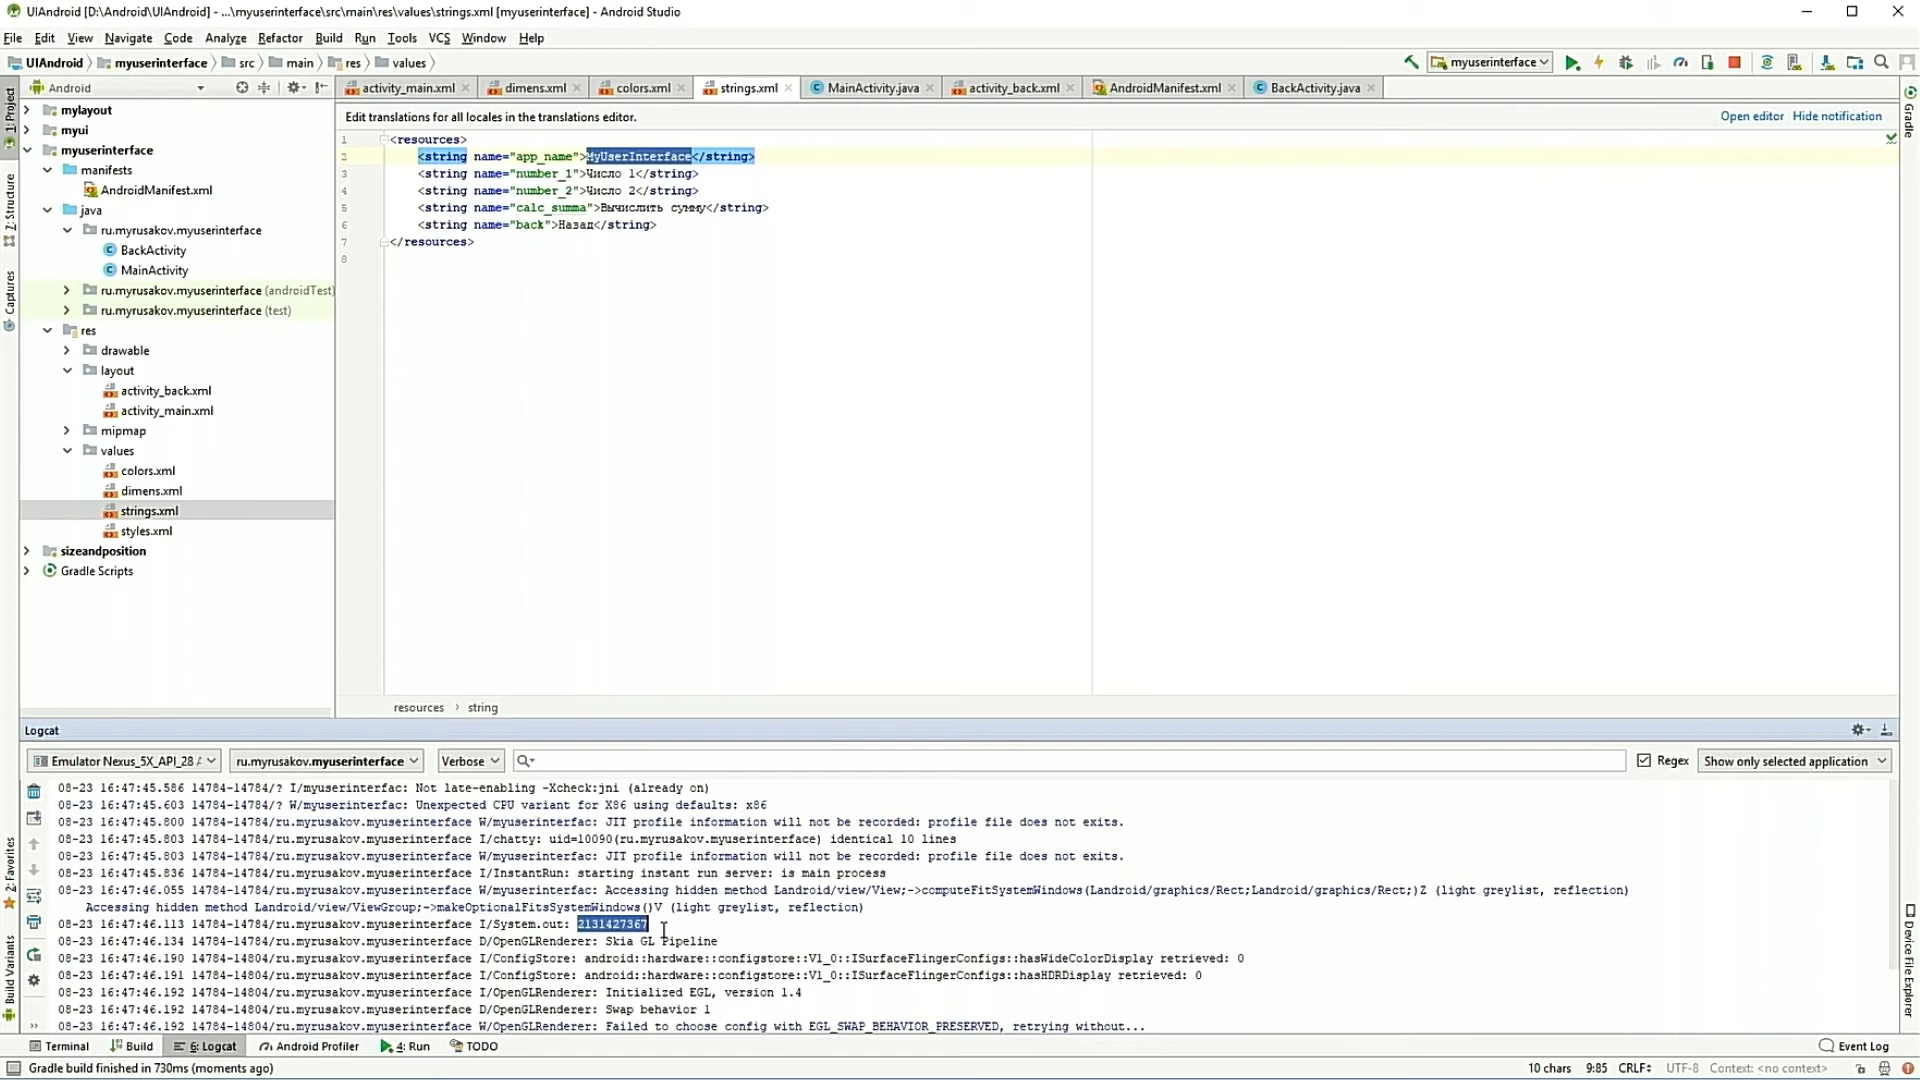 UIAndroid [D:\Android\UIAndroid] - ...\myuserinterface\src\main\res\values\strings.xml [myuserinterface] - Android Studio
File Edit View Navigate Code Analyze Refactor Build Run Tools VCS Window Help
UIAndroid myuserinterface src main res values
myuserinterface
Android
activity_main.xml dimens.xml colors.xml strings.xml MainActivity.java activity_back.xml AndroidManifest.xml BackActivity.java
Edit translations for all locales in the translations editor.
Open editor Hide notification
1: Project
Z: Structure
Captures
2: Favorites
Build Variants
Gradle
Device File Explorer
mylayout
myui
myuserinterface
manifests
AndroidManifest.xml
java
ru.myrusakov.myuserinterface
BackActivity
MainActivity
ru.myrusakov.myuserinterface (androidTest)
ru.myrusakov.myuserinterface (test)
res
drawable
layout
activity_back.xml
activity_main.xml
mipmap
values
colors.xml
dimens.xml
strings.xml
styles.xml
sizeandposition
Gradle Scripts
1 <resources>
2 <string name="app_name">MyUserInterface</string>
3 <string name="number_1">Число 1</string>
4 <string name="number_2">Число 2</string>
5 <string name="calc_summa">Вычислить сумму</string>
6 <string name="back">Назад</string>
7 </resources>
8
resources › string
Logcat
Emulator Nexus_5X_API_28 ru.myrusakov.myuserinterface Verbose Regex Show only selected application
08-23 16:47:45.586 14784-14784/? I/myuserinterfac: Not late-enabling -Xcheck:jni (already on)
08-23 16:47:45.603 14784-14784/? W/myuserinterfac: Unexpected CPU variant for X86 using defaults: x86
08-23 16:47:45.800 14784-14784/ru.myrusakov.myuserinterface W/myuserinterfac: JIT profile information will not be recorded: profile file does not exits.
08-23 16:47:45.803 14784-14784/ru.myrusakov.myuserinterface I/chatty: uid=10090(ru.myrusakov.myuserinterface) identical 10 lines
08-23 16:47:45.803 14784-14784/ru.myrusakov.myuserinterface W/myuserinterfac: JIT profile information will not be recorded: profile file does not exits.
08-23 16:47:45.836 14784-14784/ru.myrusakov.myuserinterface I/InstantRun: starting instant run server: is main process
08-23 16:47:46.055 14784-14784/ru.myrusakov.myuserinterface W/myuserinterfac: Accessing hidden method Landroid/view/View;->computeFitSystemWindows(Landroid/graphics/Rect;Landroid/graphics/Rect;)Z (light greylist, reflection)
Accessing hidden method Landroid/view/ViewGroup;->makeOptionalFitsSystemWindows()V (light greylist, reflection)
08-23 16:47:46.113 14784-14784/ru.myrusakov.myuserinterface I/System.out: 2131427367
08-23 16:47:46.134 14784-14784/ru.myrusakov.myuserinterface D/OpenGLRenderer: Skia GL Pipeline
08-23 16:47:46.190 14784-14804/ru.myrusakov.myuserinterface I/ConfigStore: android::hardware::configstore::V1_0::ISurfaceFlingerConfigs::hasWideColorDisplay retrieved: 0
08-23 16:47:46.191 14784-14804/ru.myrusakov.myuserinterface I/ConfigStore: android::hardware::configstore::V1_0::ISurfaceFlingerConfigs::hasHDRDisplay retrieved: 0
08-23 16:47:46.192 14784-14804/ru.myrusakov.myuserinterface I/OpenGLRenderer: Initialized EGL, version 1.4
08-23 16:47:46.192 14784-14804/ru.myrusakov.myuserinterface D/OpenGLRenderer: Swap behavior 1
08-23 16:47:46.192 14784-14804/ru.myrusakov.myuserinterface W/OpenGLRenderer: Failed to choose config with EGL_SWAP_BEHAVIOR_PRESERVED, retrying without...
Terminal Build 6: Logcat Android Profiler 4: Run TODO Event Log
Gradle build finished in 730ms (moments ago) 10 chars 9:85 CRLF UTF-8 Context: <no context>